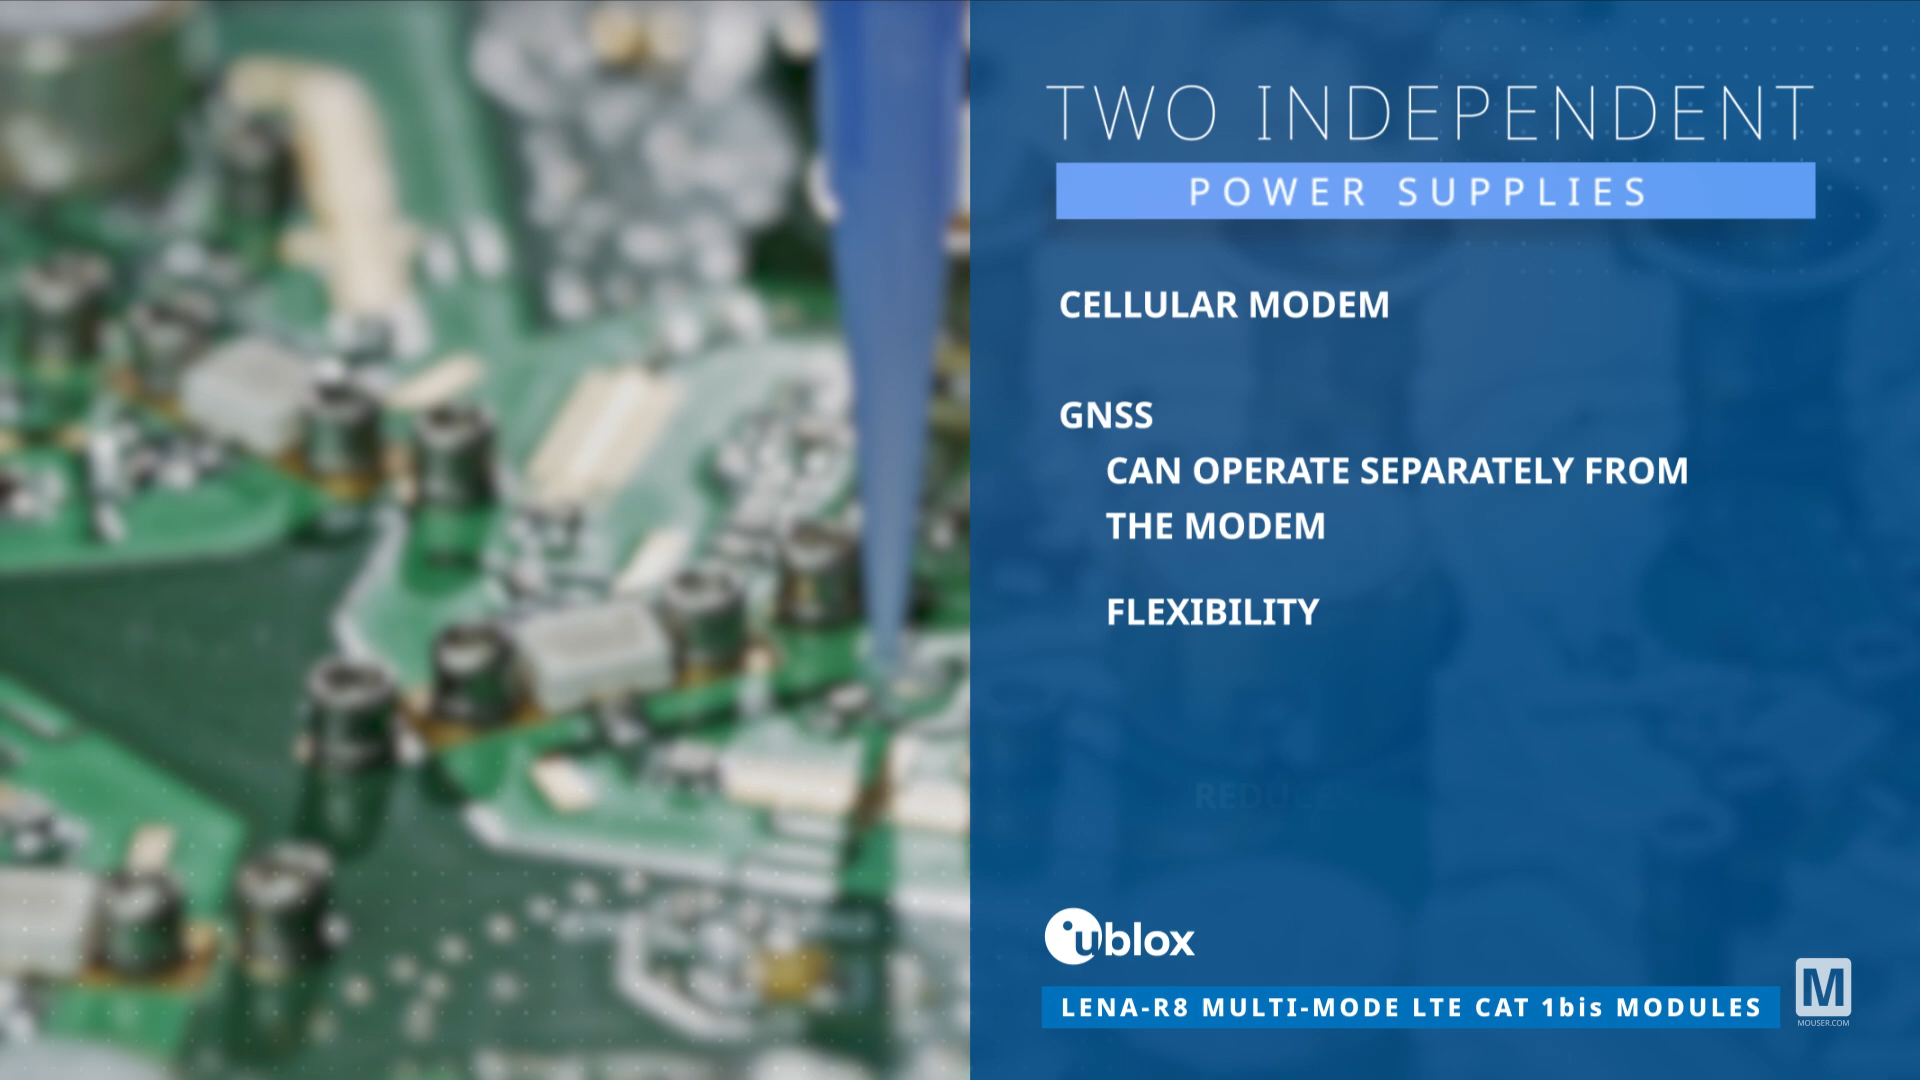 TWO INDEPENDENT
POWER SUPPLIES
CELLULAR MODEM
GNSS
CAN OPERATE SEPARATELY FROM
THE MODEM
FLEXIBILITY
ublox
LENA-R8 MULTI-MODE LTE CAT 1bis MODULES
M
MOUSER.COM